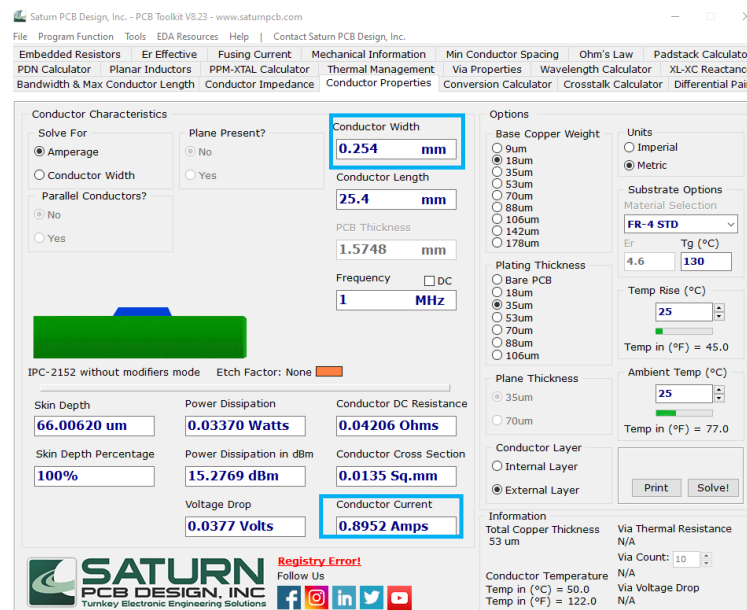 Saturn PCB Design, Inc. - PCB Toolkit V8.23 - www.saturnpcb.com
File Program Function Tools EDA Resources Help | Contact Saturn PCB Design, Inc.
Embedded Resistors Er Effective Fusing Current Mechanical Information Min Conductor Spacing Ohm's Law Padstack Calculato
PDN Calculator Planar Inductors PPM-XTAL Calculator Thermal Management Via Properties Wavelength Calculator XL-XC Reactanc
Bandwidth & Max Conductor Length Conductor Impedance Conductor Properties Conversion Calculator Crosstalk Calculator Differential Pai
Conductor Characteristics
Solve For
Amperage
Conductor Width
Plane Present?
No
Yes
Parallel Conductors?
No
Yes
Conductor Width
0.254 mm
Conductor Length
25.4 mm
PCB Thickness
1.5748 mm
Frequency DC
1 MHz
IPC-2152 without modifiers mode Etch Factor: None
Skin Depth
66.00620 um
Power Dissipation
0.03370 Watts
Conductor DC Resistance
0.04206 Ohms
Skin Depth Percentage
100%
Power Dissipation in dBm
15.2769 dBm
Conductor Cross Section
0.0135 Sq.mm
Voltage Drop
0.0377 Volts
Conductor Current
0.8952 Amps
SATURN
PCB DESIGN, INC
Turnkey Electronic Engineering Solutions
Registry Error!
Follow Us
Options
Base Copper Weight
9um
18um
35um
53um
70um
88um
106um
142um
178um
Plating Thickness
Bare PCB
18um
35um
53um
70um
88um
106um
Plane Thickness
35um
70um
Conductor Layer
Internal Layer
External Layer
Units
Imperial
Metric
Substrate Options
Material Selection
FR-4 STD
Er Tg (°C)
4.6 130
Temp Rise (°C)
25
Temp in (°F) = 45.0
Ambient Temp (°C)
25
Temp in (°F) = 77.0
Print Solve!
Information
Total Copper Thickness
53 um
Conductor Temperature
Temp in (°C) = 50.0
Temp in (°F) = 122.0
Via Thermal Resistance
N/A
Via Count: 10
N/A
Via Voltage Drop
N/A